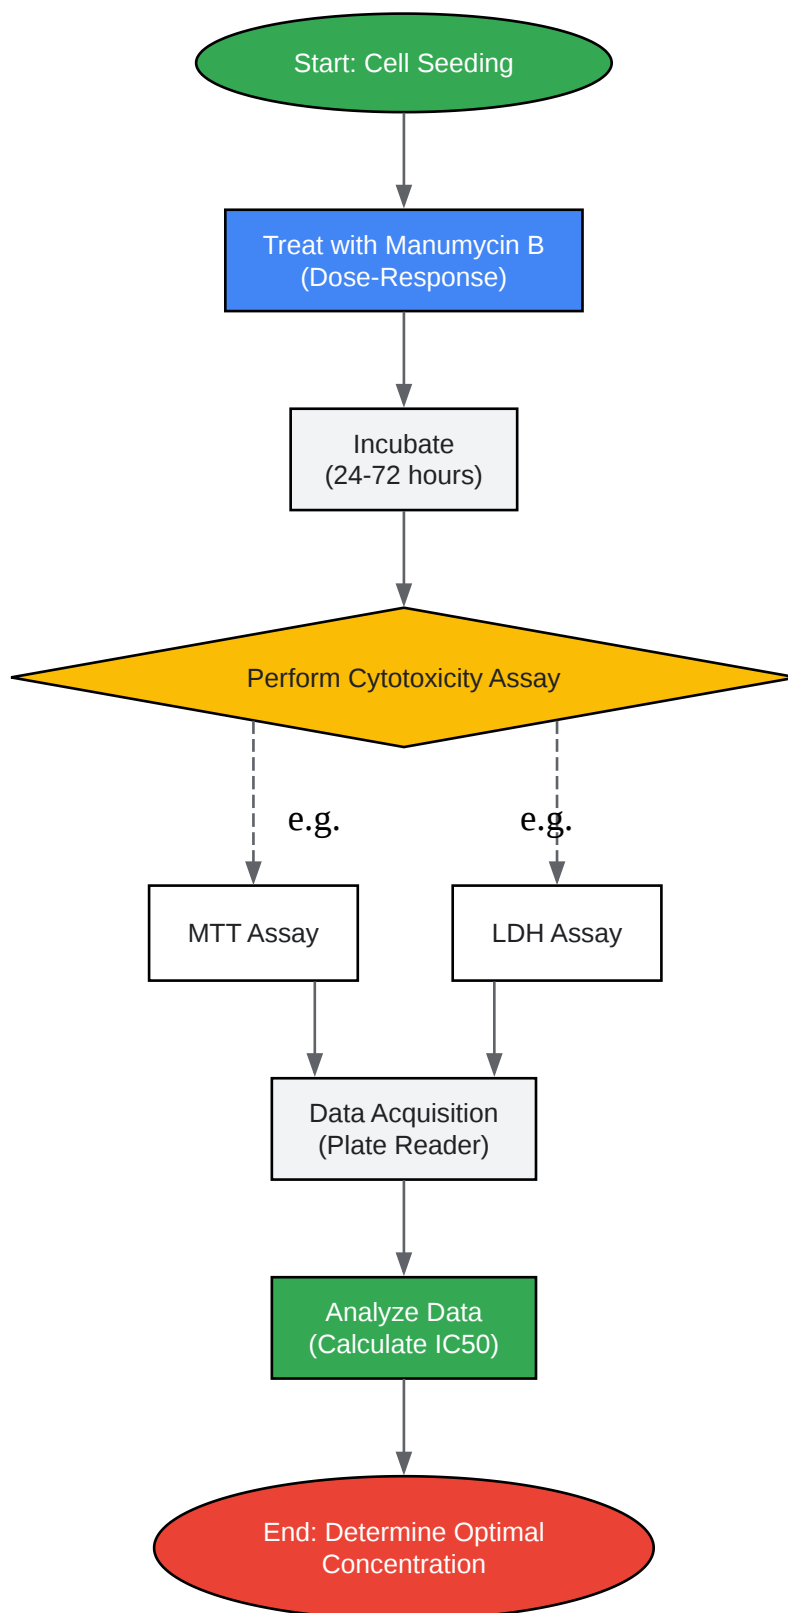 Start: Cell Seeding
Treat with Manumycin B
(Dose-Response)
Incubate
(24-72 hours)
Perform Cytotoxicity Assay
e.g.
e.g.
MTT Assay
LDH Assay
Data Acquisition
(Plate Reader)
Analyze Data
(Calculate IC50)
End: Determine Optimal
Concentration